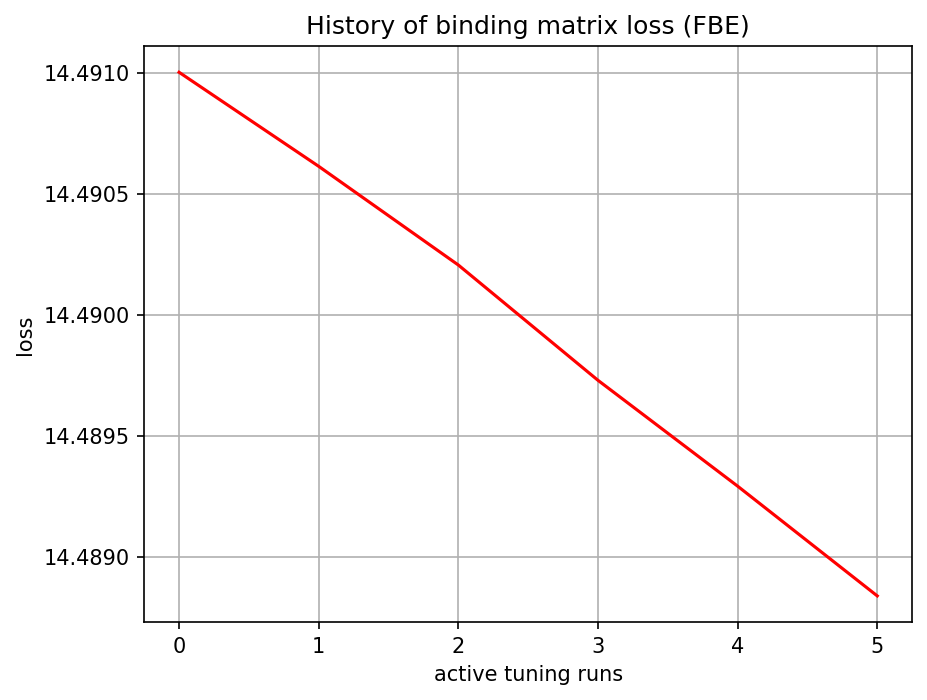 History of binding matrix loss (FBE)
14.4910
14.4905
14.4900
14.4895
14.4890
loss
0 1 2 3 4 5
active tuning runs